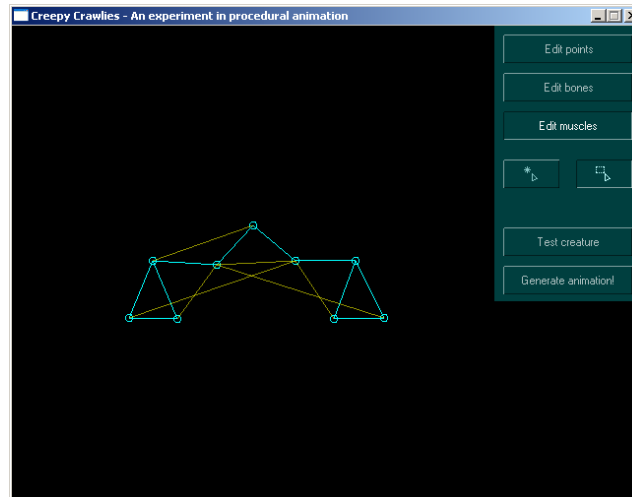 Creepy Crawlies - An experiment in procedural animation
Edit points
Edit bones
Edit muscles
Test creature
Generate animation!